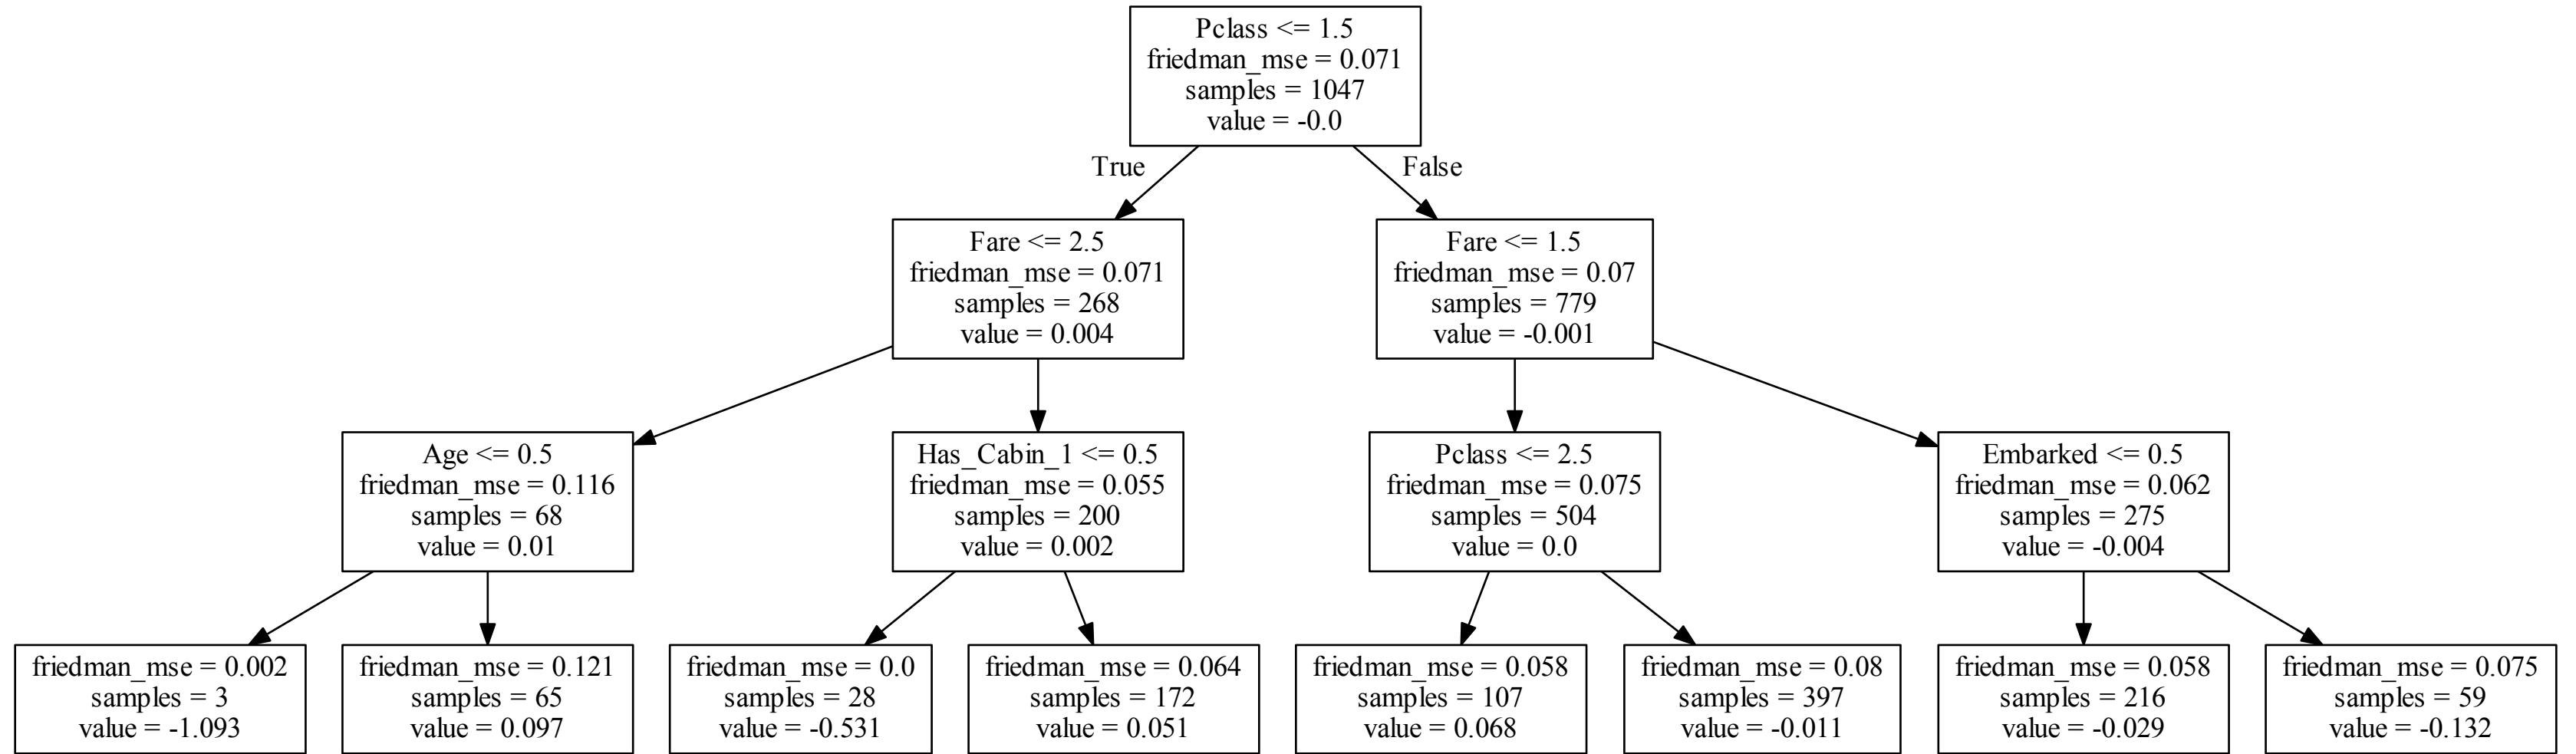 Pclass <= 1.5
friedman_mse = 0.071
samples = 1047
value = -0.0
True
False
Fare <= 2.5
friedman_mse = 0.071
samples = 268
value = 0.004
Fare <= 1.5
friedman_mse = 0.07
samples = 779
value = -0.001
Age <= 0.5
friedman_mse = 0.116
samples = 68
value = 0.01
Has_Cabin_1 <= 0.5
friedman_mse = 0.055
samples = 200
value = 0.002
Pclass <= 2.5
friedman_mse = 0.075
samples = 504
value = 0.0
Embarked <= 0.5
friedman_mse = 0.062
samples = 275
value = -0.004
friedman_mse = 0.002
samples = 3
value = -1.093
friedman_mse = 0.121
samples = 65
value = 0.097
friedman_mse = 0.0
samples = 28
value = -0.531
friedman_mse = 0.064
samples = 172
value = 0.051
friedman_mse = 0.058
samples = 107
value = 0.068
friedman_mse = 0.08
samples = 397
value = -0.011
friedman_mse = 0.058
samples = 216
value = -0.029
friedman_mse = 0.075
samples = 59
value = -0.132